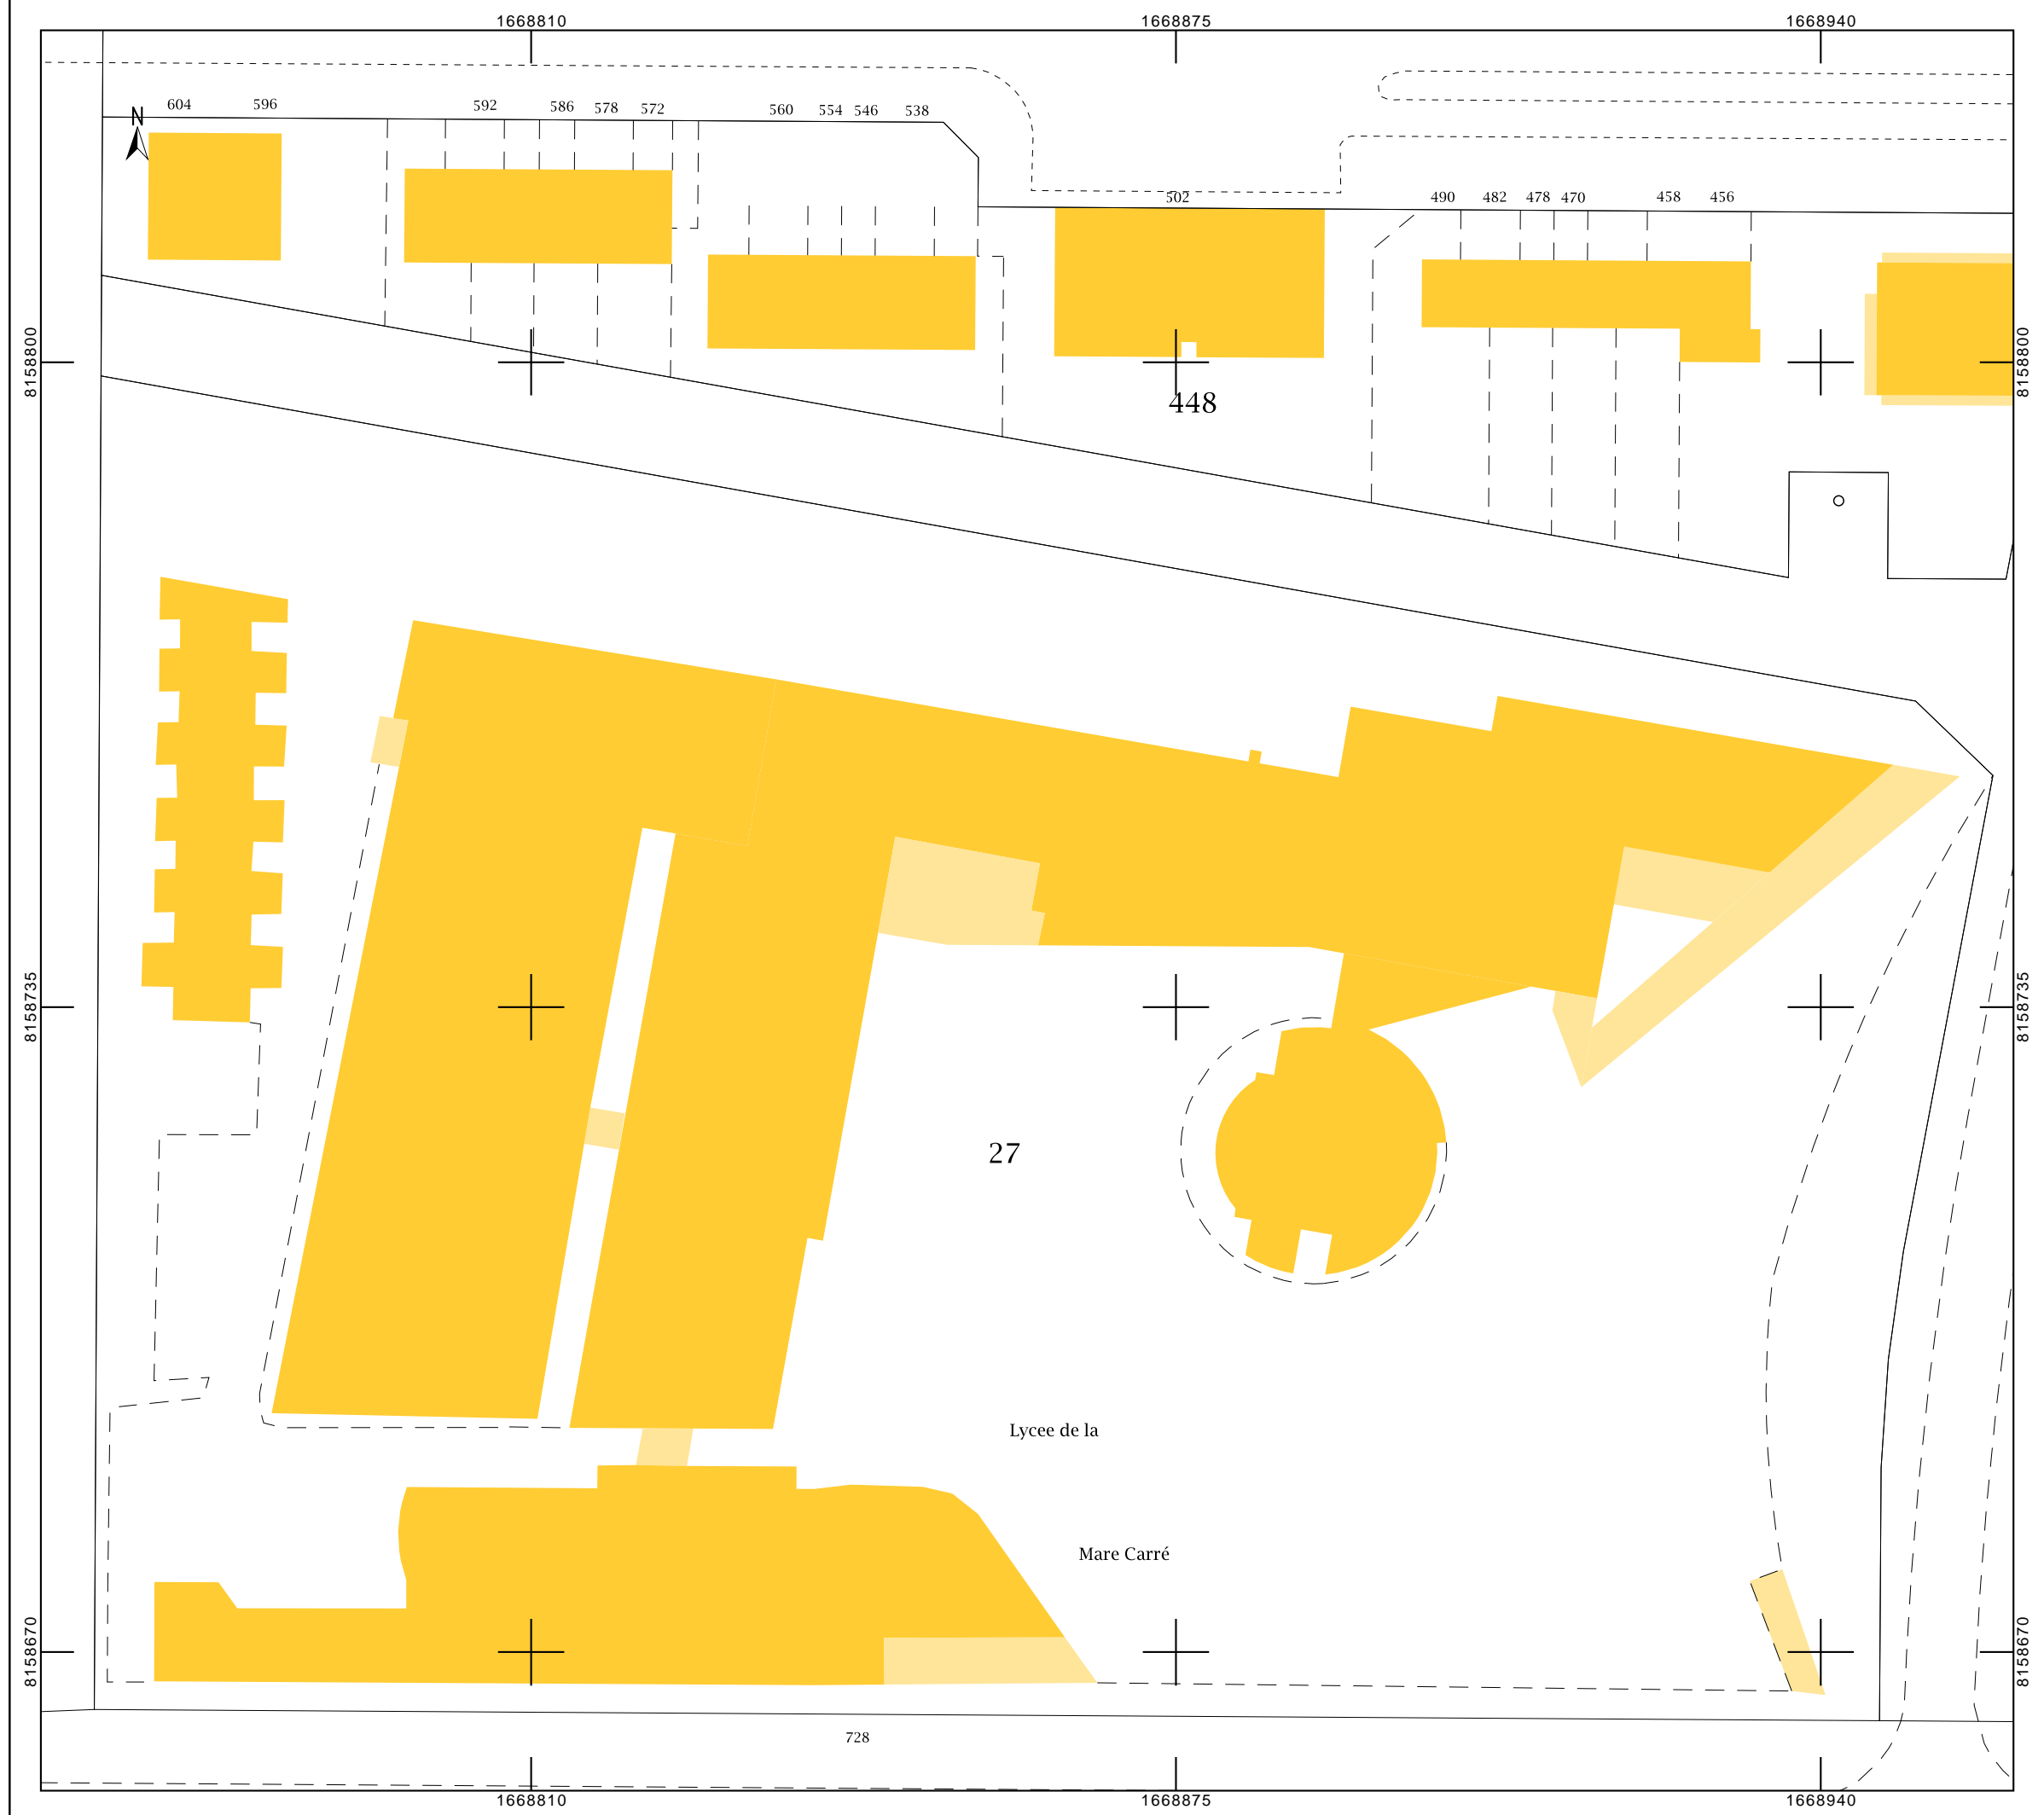 1668810 1668875 1668940
N
604 596 592 586 578 572 560 554 546 538
502 490 482 478 470 458 456
8158800 8158800
448
8158735 8158735
27
Lycee de la
Mare Carré
8158670 8158670
728
1668810 1668875 1668940